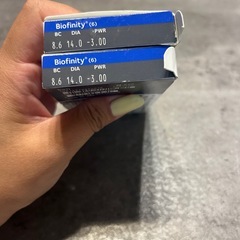 Biofinity® (6)
BC DIA -PWR
8.6 14.0 -3.00
Biofinity® (6)
BC DIA PWR
8.6 14.0 -3.00